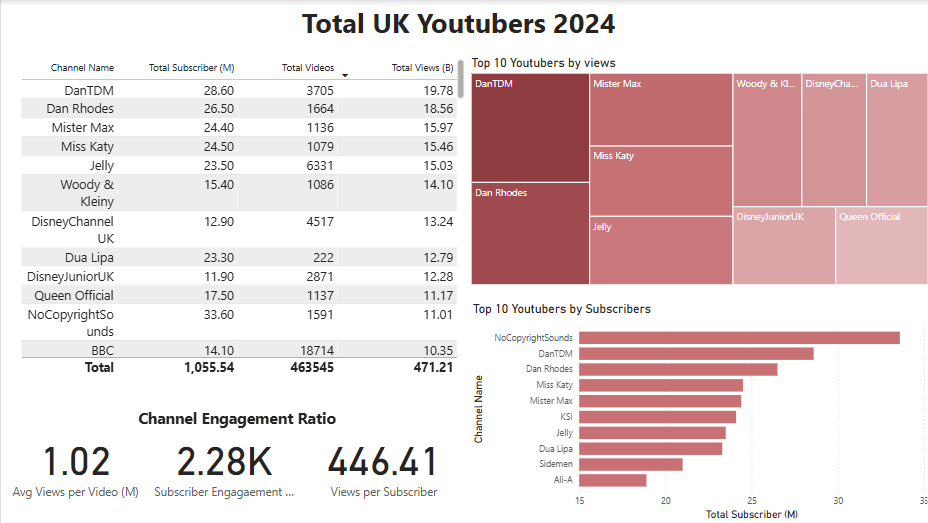 Total UK Youtubers 2024
Channel Name Total Subscriber (M) Total Videos Total Views (B)
DanTDM 28.60 3705 19.78
Dan Rhodes 26.50 1664 18.56
Mister Max 24.40 1136 15.97
Miss Katy 24.50 1079 15.46
Jelly 23.50 6331 15.03
Woody & 15.40 1086 14.10
Kleiny
DisneyChannel 12.90 4517 13.24
UK
Dua Lipa 23.30 222 12.79
DisneyJuniorUK 11.90 2871 12.28
Queen Official 17.50 1137 11.17
NoCopyrightSo 33.60 1591 11.01
unds
BBC 14.10 18714 10.35
Total 1,055.54 463545 471.21
Channel Engagement Ratio
1.02 2.28K 446.41
Avg Views per Video (M) Subscriber Engagaement ... Views per Subscriber
Top 10 Youtubers by views
DanTDM
Mister Max
Woody & Kl...
DisneyCha...
Dua Lipa
Miss Katy
Dan Rhodes
Jelly
DisneyJuniorUK
Queen Official
Top 10 Youtubers by Subscribers
Channel Name
NoCopyrightSounds
DanTDM
Dan Rhodes
Miss Katy
Mister Max
KSI
Jelly
Dua Lipa
Sidemen
Ali-A
15 20 25 30 35
Total Subscriber (M)